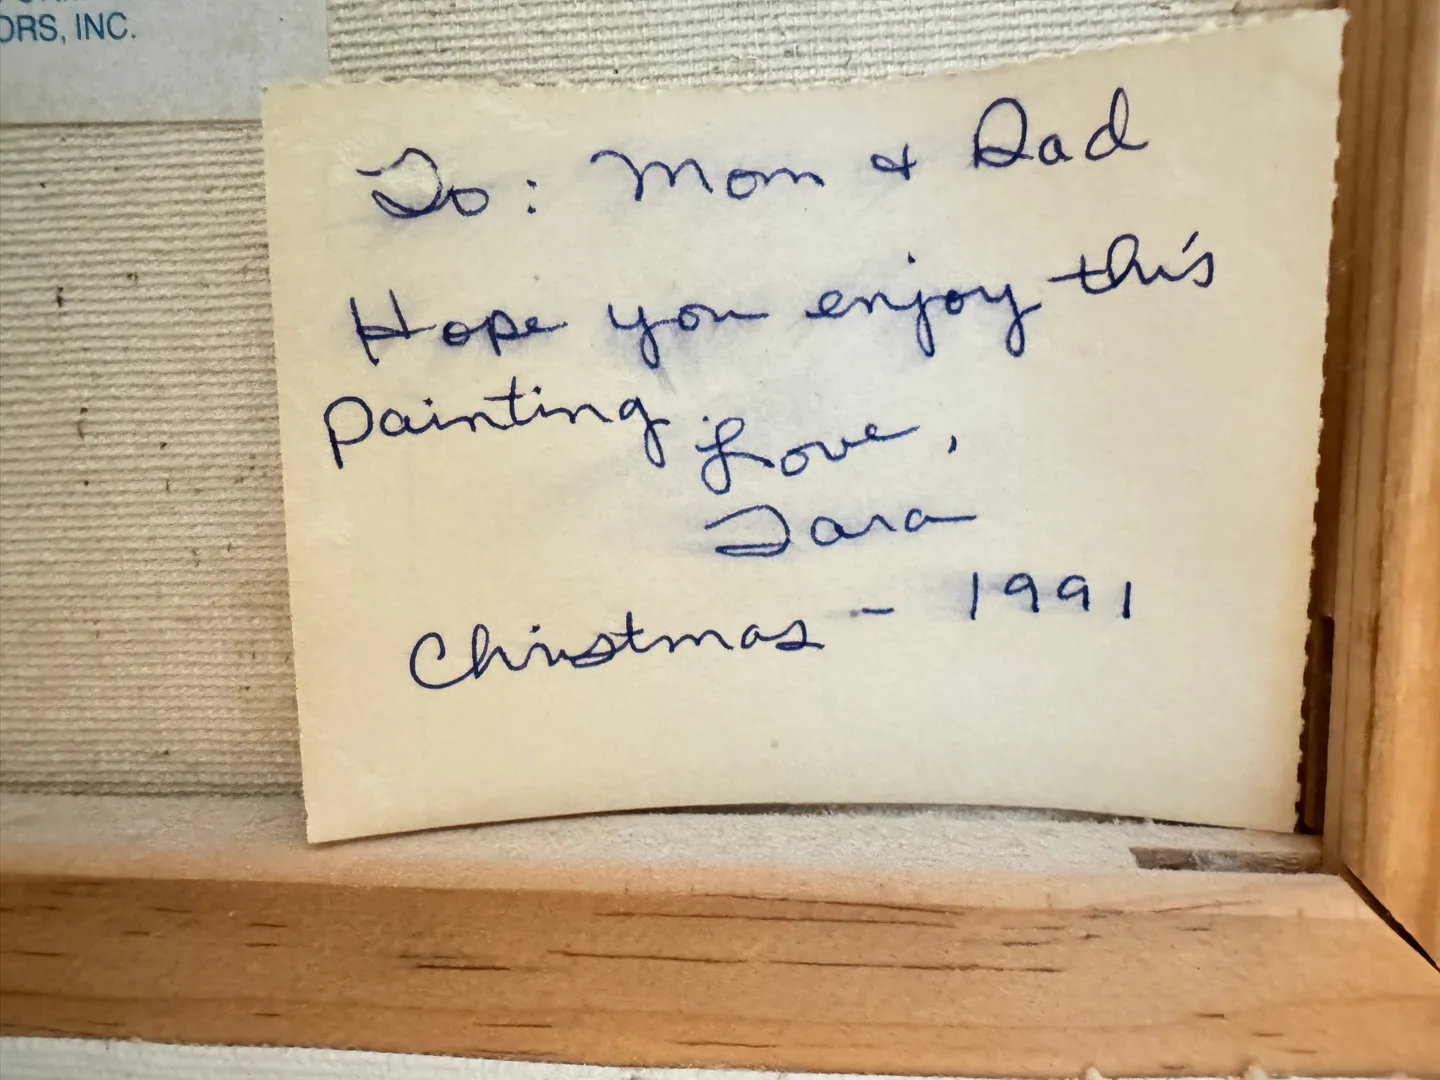 ORS, INC.
To: Mom & Dad
Hope you enjoy this
painting
Love,
Tara
Christmas - 1991